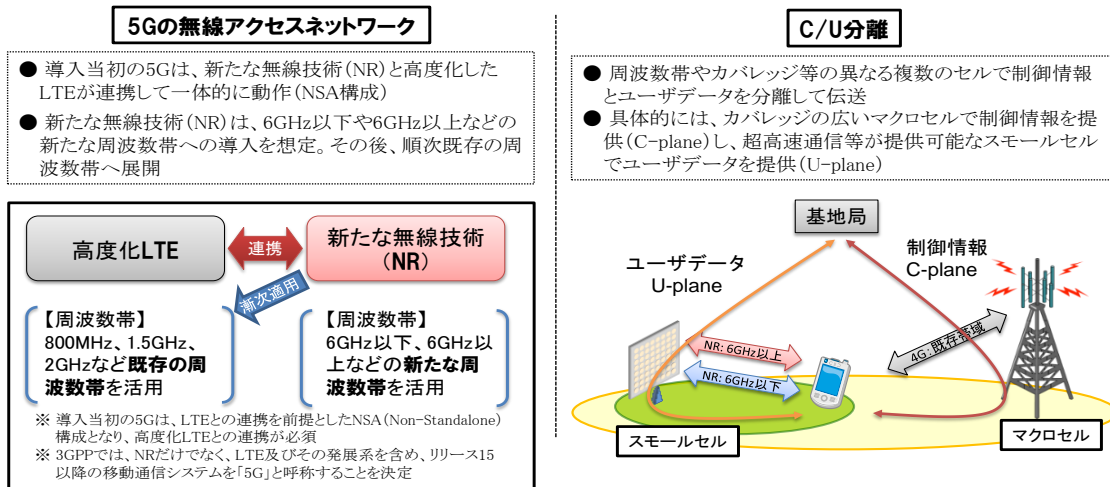 5Gの無線アクセスネットワーク
● 導入当初の5Gは、新たな無線技術(NR)と高度化した
LTEが連携して一体的に動作(NSA構成)
● 新たな無線技術(NR)は、6GHz以下や6GHz以上などの
新たな周波数帯への導入を想定。その後、順次既存の周
波数帯へ展開
高度化LTE
連携
新たな無線技術
(NR)
漸次適用
【周波数帯】
800MHz、1.5GHz、
2GHzなど既存の周
波数帯を活用
【周波数帯】
6GHz以下、6GHz以
上などの新たな周
波数帯を活用
※ 導入当初の5Gは、LTEとの連携を前提としたNSA(Non-Standalone)
構成となり、高度化LTEとの連携が必須
※ 3GPPでは、NRだけでなく、LTE及びその発展系を含め、リリース15
以降の移動通信システムを「5G」と呼称することを決定
C/U分離
● 周波数帯やカバレッジ等の異なる複数のセルで制御情報
とユーザデータを分離して伝送
● 具体的には、カバレッジの広いマクロセルで制御情報を提
供(C-plane)し、超高速通信等が提供可能なスモールセル
でユーザデータを提供(U-plane)
基地局
ユーザデータ
U-plane
制御情報
C-plane
NR: 6GHz以上
NR: 6GHz以下
4G: 既存帯域
スモールセル
マクロセル